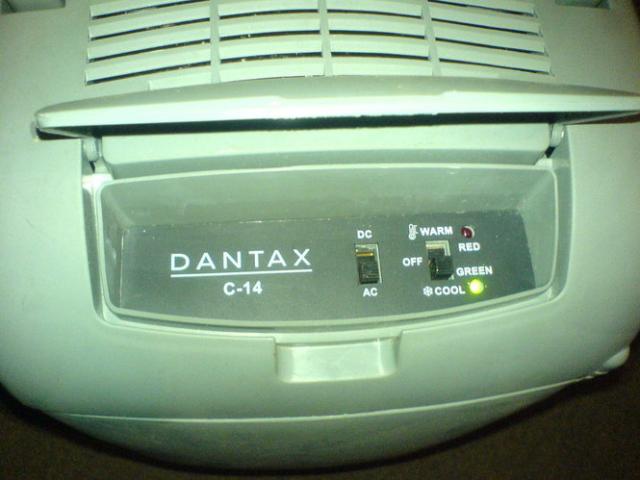 DANTAX
C-14
DC
AC
WARM
RED
OFF
GREEN
COOL